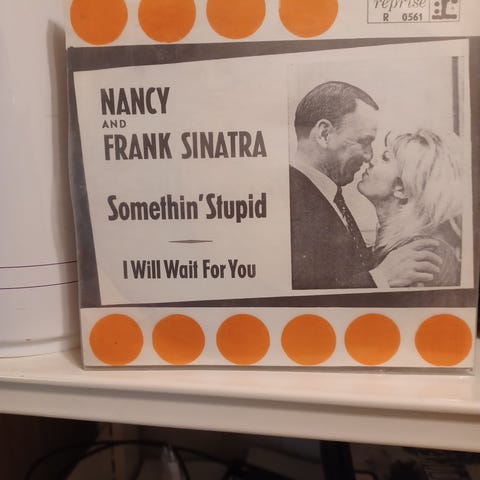 reprise
R 0561
NANCY
AND
FRANK SINATRA
Somethin' Stupid
I Will Wait For You